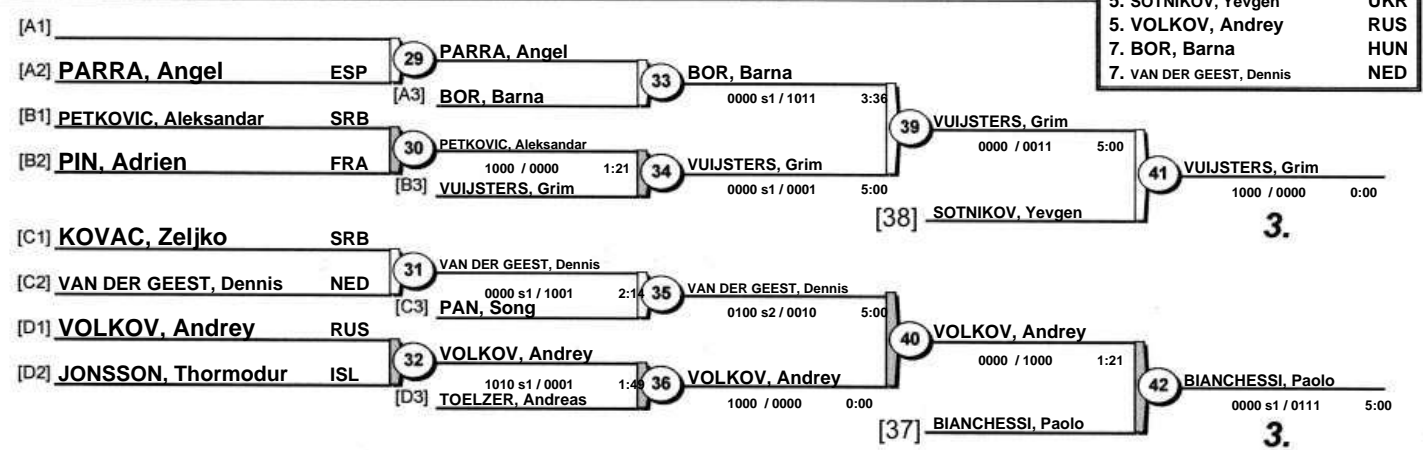 5. SOTNIKOV, Yevgen UKR
5. VOLKOV, Andrey RUS
7. BOR, Barna HUN
7. VAN DER GEEST, Dennis NED
[A1]
[A2] PARRA, Angel ESP
29 PARRA, Angel
[A3] BOR, Barna
33 BOR, Barna
0000 s1 / 1011 3:36
[B1] PETKOVIC, Aleksandar SRB
[B2] PIN, Adrien FRA
30 PETKOVIC, Aleksandar
1000 / 0000 1:21
[B3] VUIJSTERS, Grim
34 VUIJSTERS, Grim
0000 s1 / 0001 5:00
39 VUIJSTERS, Grim
0000 / 0011 5:00
[38] SOTNIKOV, Yevgen
41 VUIJSTERS, Grim
1000 / 0000 0:00
3.
[C1] KOVAC, Zeljko SRB
[C2] VAN DER GEEST, Dennis NED
31 VAN DER GEEST, Dennis
0000 s1 / 1001 2:14
[C3] PAN, Song
35 VAN DER GEEST, Dennis
0100 s2 / 0010 5:00
[D1] VOLKOV, Andrey RUS
[D2] JONSSON, Thormodur ISL
32 VOLKOV, Andrey
1010 s1 / 0001 1:49
[D3] TOELZER, Andreas
36 VOLKOV, Andrey
1000 / 0000 0:00
40 VOLKOV, Andrey
0000 / 1000 1:21
[37] BIANCHESSI, Paolo
42 BIANCHESSI, Paolo
0000 s1 / 0111 5:00
3.